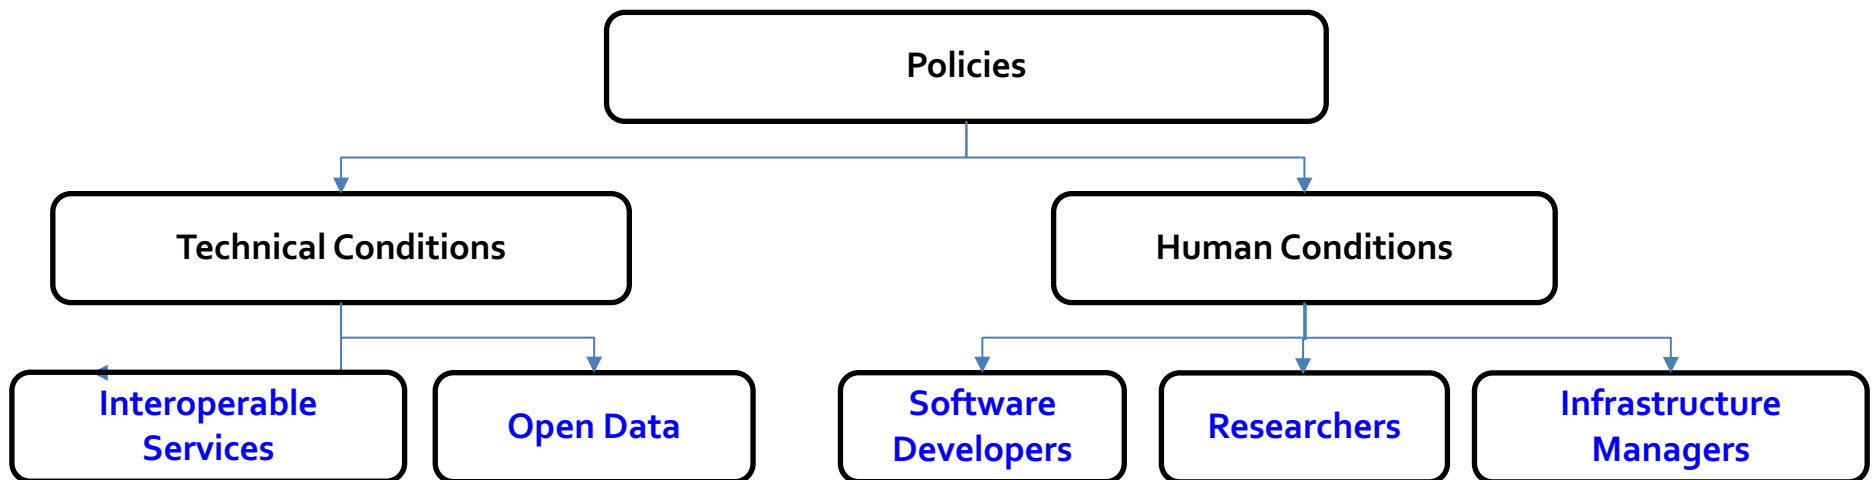 Policies
Technical Conditions
Human Conditions
Interoperable
Services
Open Data
Software
Developers
Researchers
Infrastructure
Managers